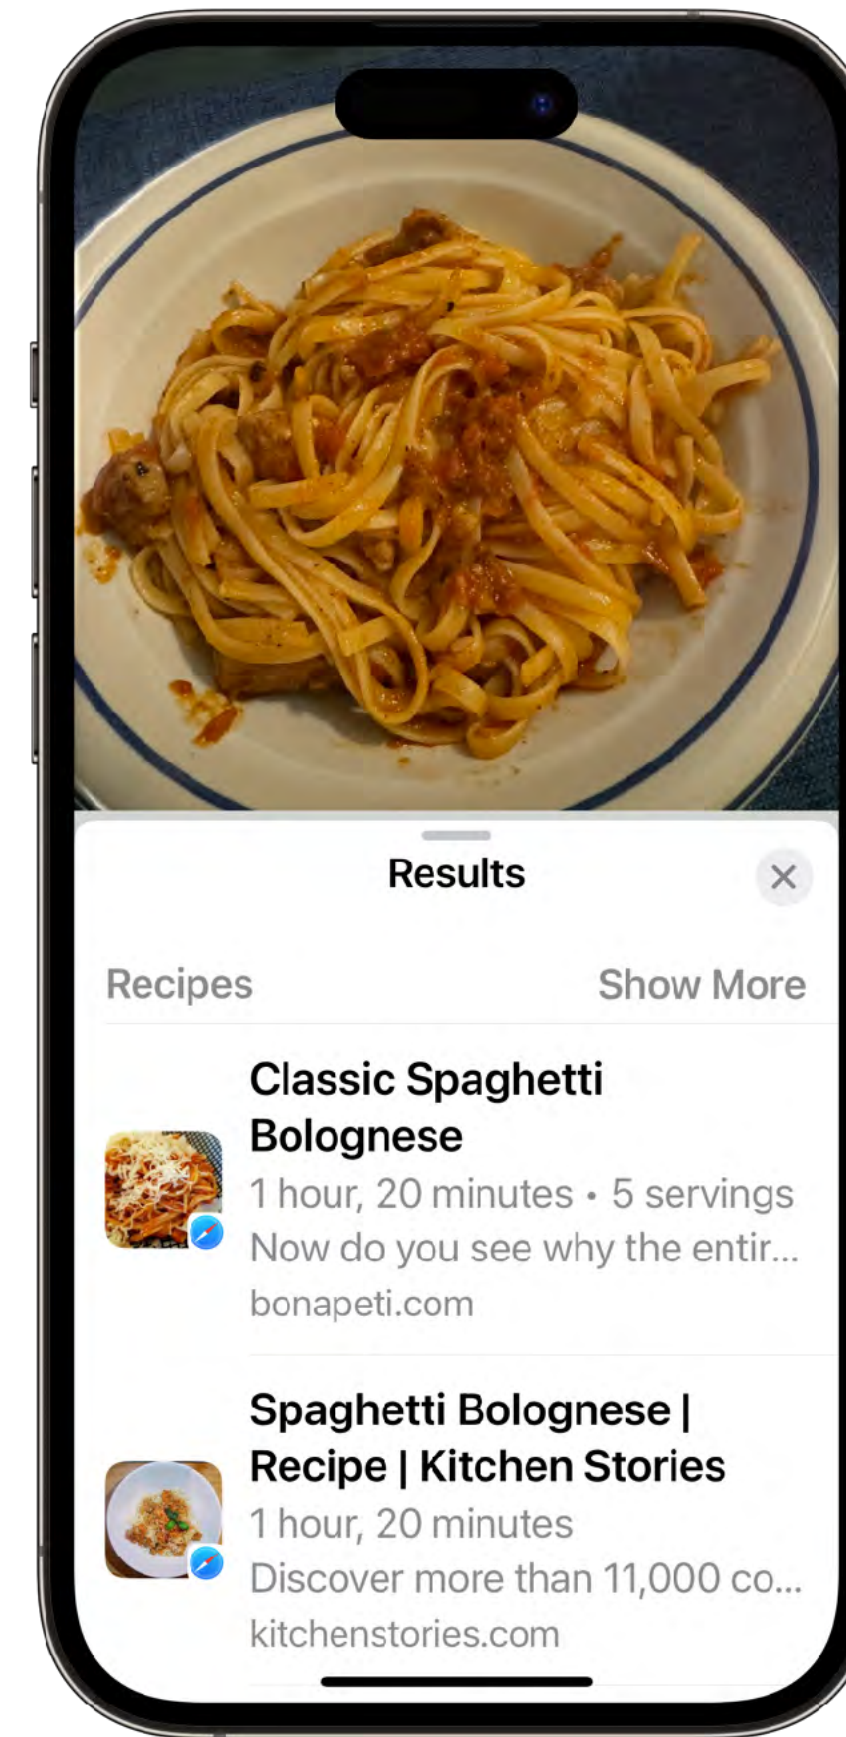 Results
Recipes
Show More
Classic Spaghetti
Bolognese
1 hour, 20 minutes • 5 servings
Now do you see why the entir...
bonapeti.com
Spaghetti Bolognese |
Recipe | Kitchen Stories
1 hour, 20 minutes
Discover more than 11,000 co...
kitchenstories.com